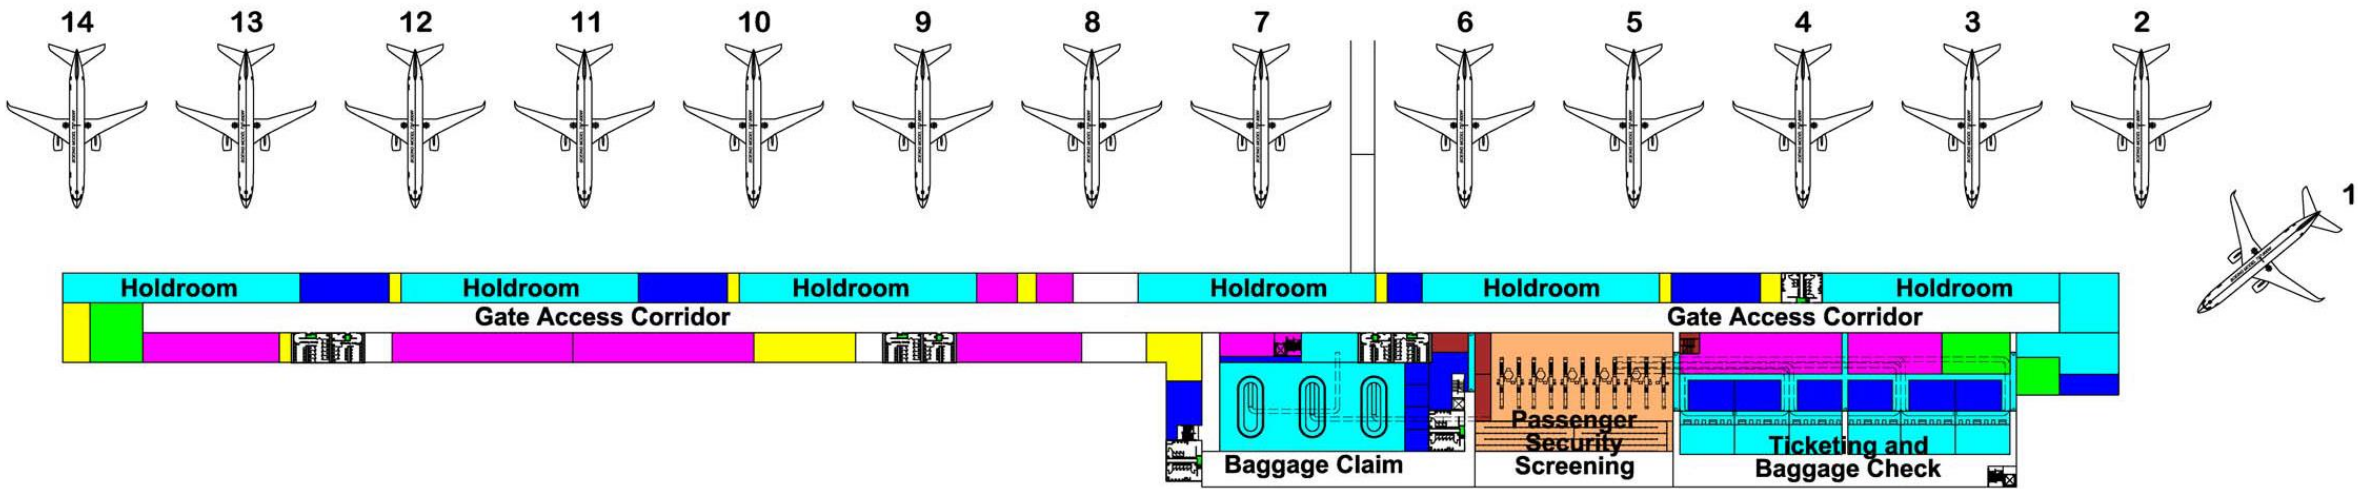 14 13 12 11 10 9 8 7 6 5 4 3 2
1
Holdroom Holdroom Holdroom Holdroom Holdroom Holdroom
Gate Access Corridor Gate Access Corridor
Passenger
Security
Screening
Baggage Claim
Ticketing and
Baggage Check